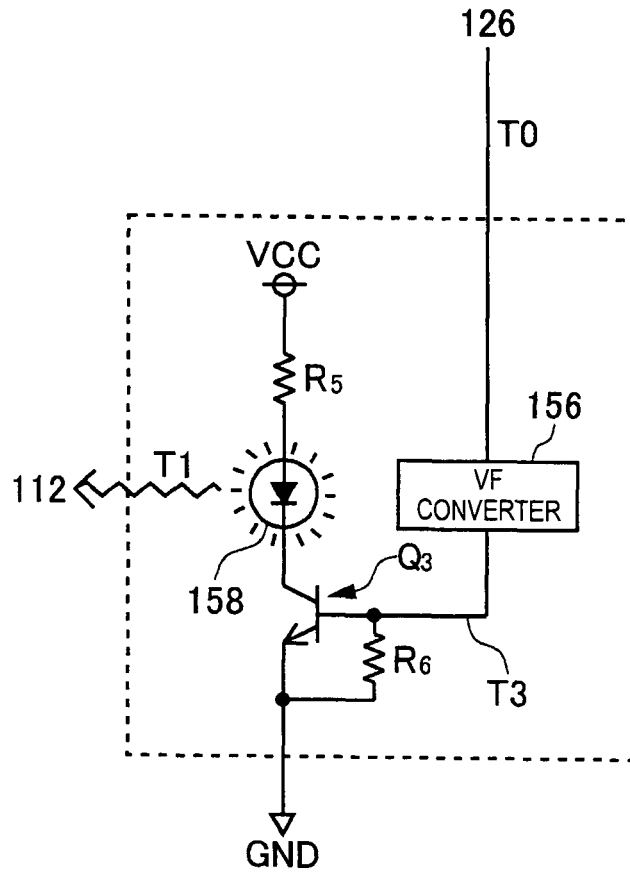 126
T0
VCC
R5
156
T1
112
VF
CONVERTER
158
Q3
R6
T3
GND